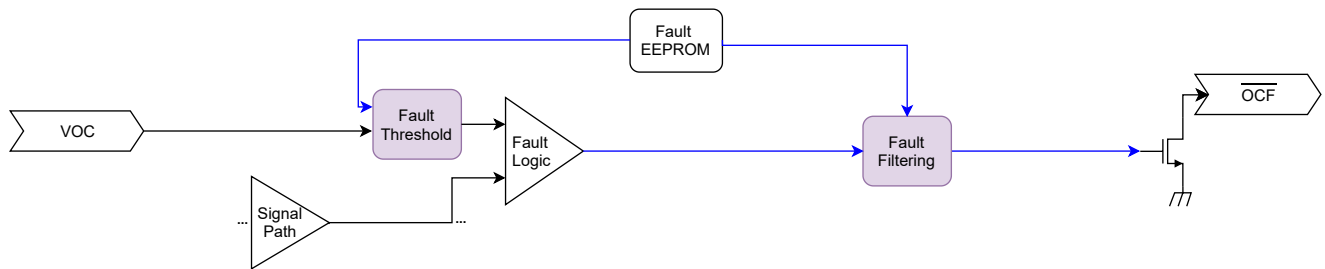 Fault
EEPROM
VOC
Fault
Threshold
Fault
Logic
Fault
Filtering
OCF
... Signal
Path
...